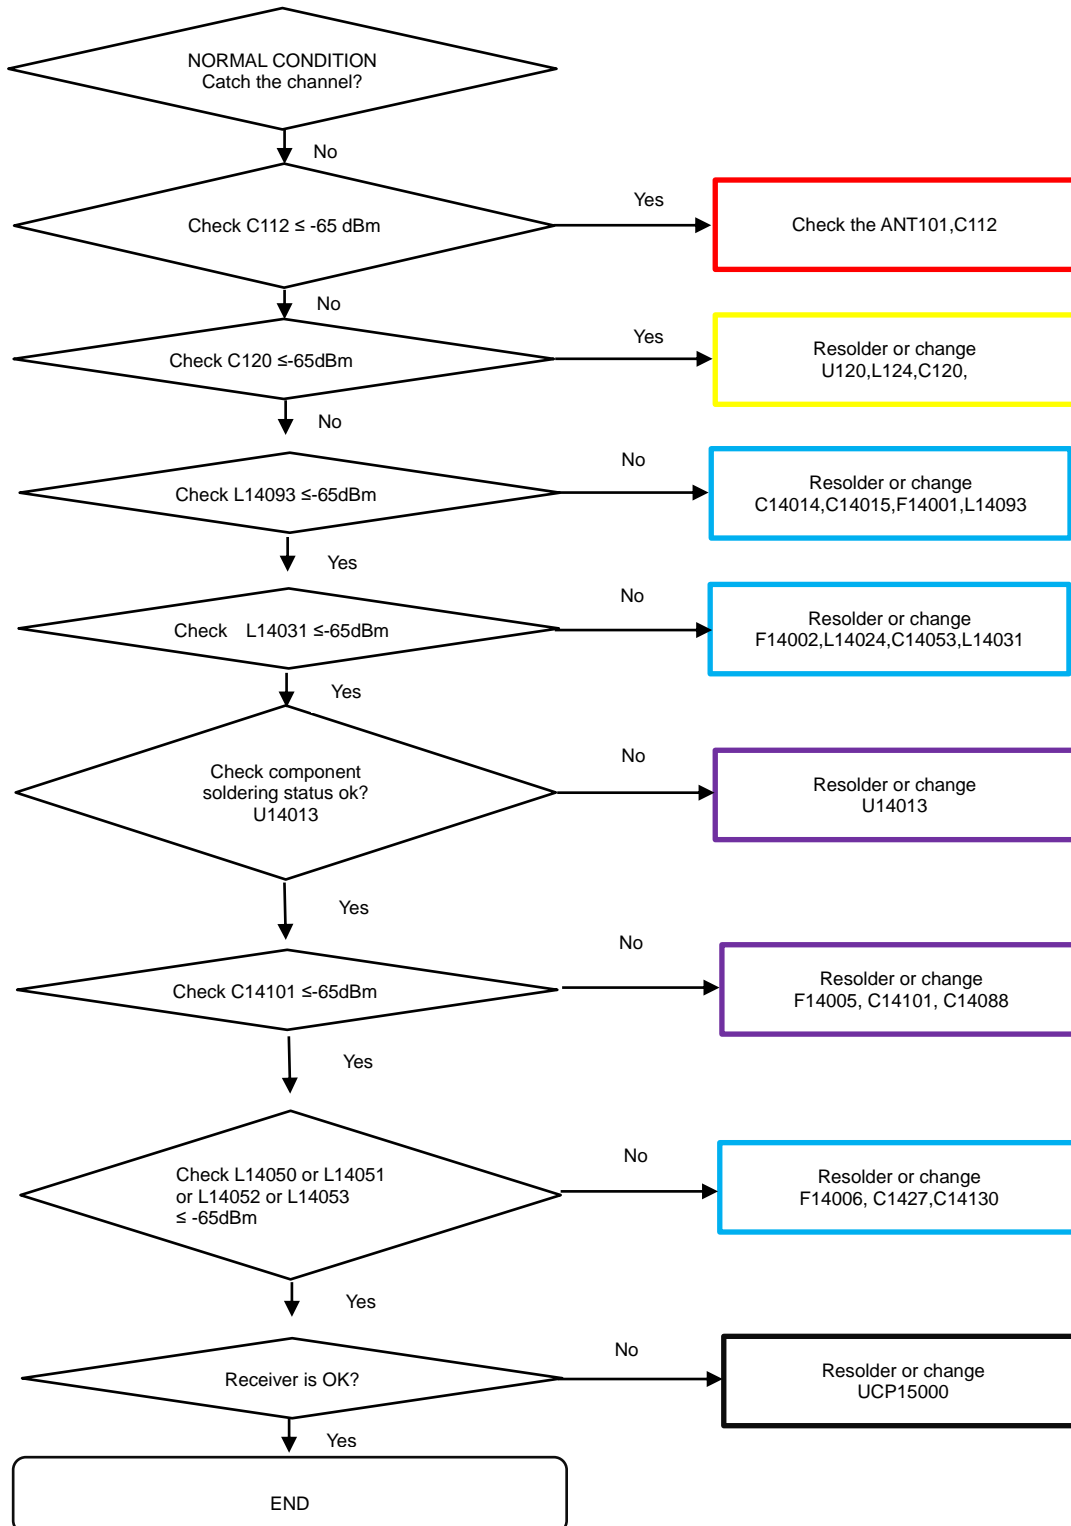 NORMAL CONDITION
Catch the channel?
No
Check C112 ≤ -65 dBm
Yes
Check the ANT101,C112
No
Check C120 ≤-65dBm
Yes
Resolder or change
U120,L124,C120,
No
Check L14093 ≤-65dBm
No
Resolder or change
C14014,C14015,F14001,L14093
Yes
Check L14031 ≤-65dBm
No
Resolder or change
F14002,L14024,C14053,L14031
Yes
Check component
soldering status ok?
U14013
No
Resolder or change
U14013
Yes
Check C14101 ≤-65dBm
No
Resolder or change
F14005, C14101, C14088
Yes
Check L14050 or L14051
or L14052 or L14053
≤ -65dBm
No
Resolder or change
F14006, C1427,C14130
Yes
Receiver is OK?
No
Resolder or change
UCP15000
Yes
END